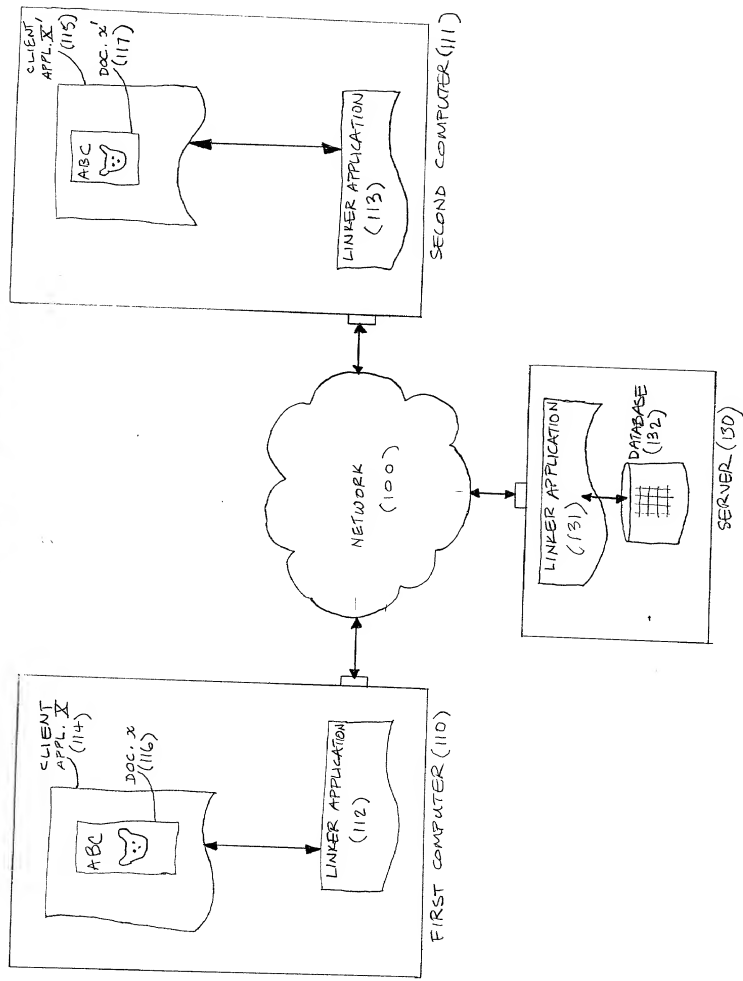 CLIENT
APPL. X
(114)
DOC. x
(116)
ABC
LINKER APPLICATION
(112)
FIRST COMPUTER (110)
NETWORK
(100)
CLIENT
APPL. X'
(115)
DOC. x'
(117)
ABC
LINKER APPLICATION
(113)
SECOND COMPUTER (111)
LINKER APPLICATION
(131)
DATABASE
(132)
SERVER (130)